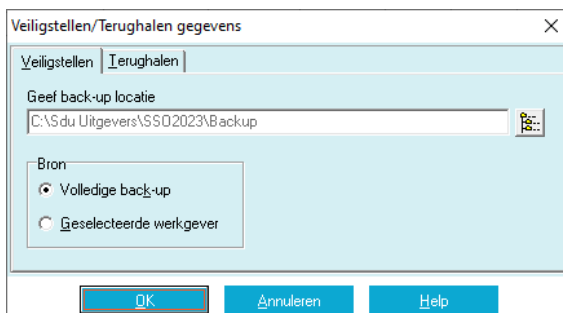 Veiligstellen/Terughalen gegevens
Veiligstellen Terughalen
Geef back-up locatie
C:\Sdu Uitgevers\SSO2023\Backup
Bron
Volledige back-up
Geselecteerde werkgever
OK Annuleren Help